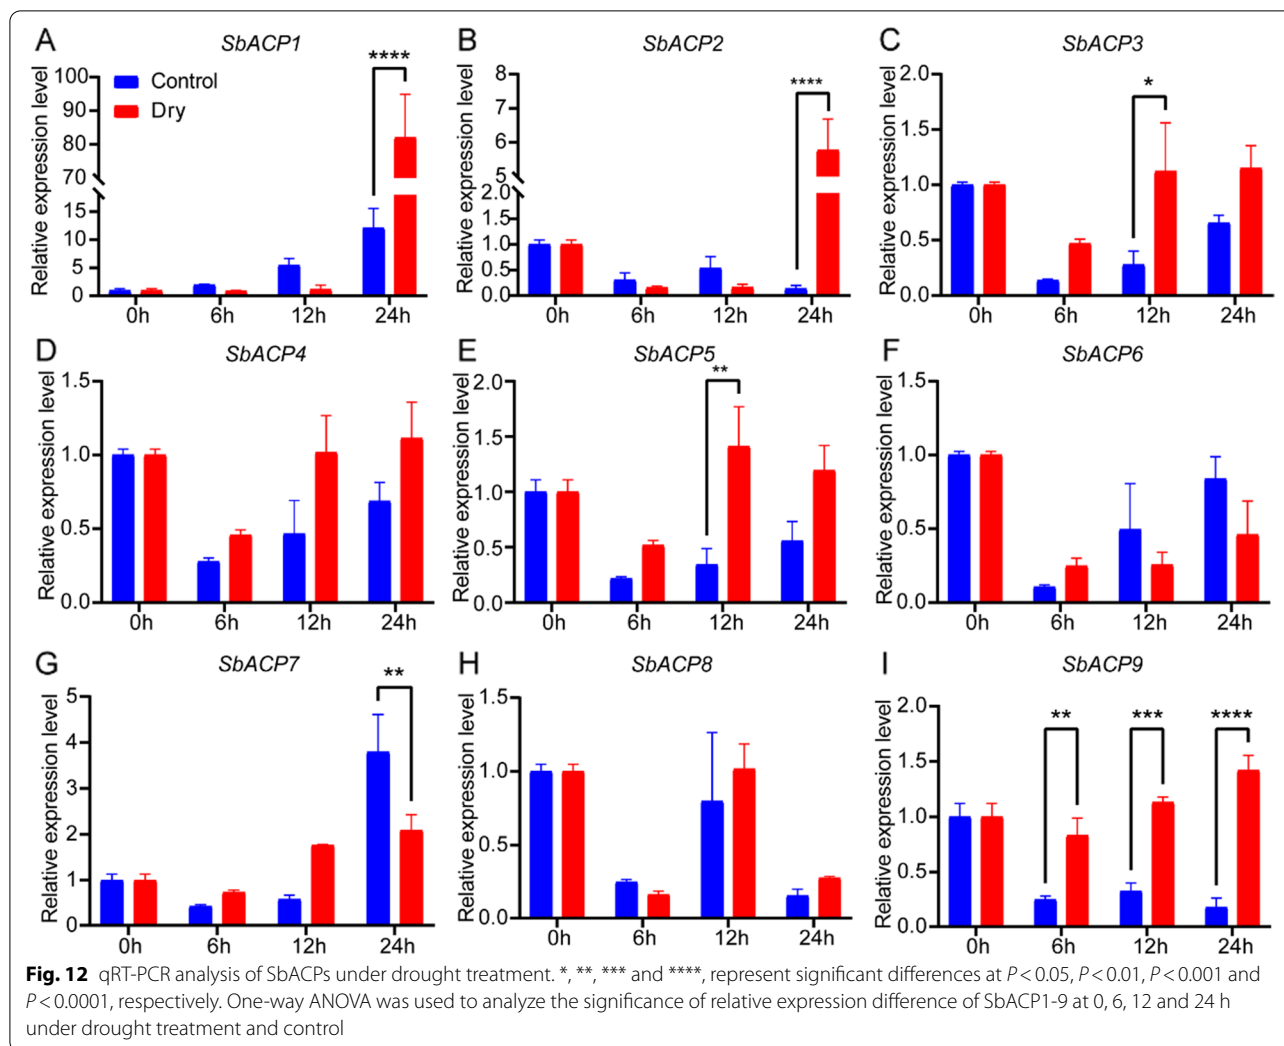 A SbACP1
****
Relative expression level
Control
Dry
100
90
80
70
15
10
5
0
0h 6h 12h 24h
B SbACP2
****
Relative expression level
8
7
6
5
2.0
1.5
1.0
0.5
0.0
0h 6h 12h 24h
C SbACP3
*
Relative expression level
2.0
1.5
1.0
0.5
0.0
0h 6h 12h 24h
D SbACP4
Relative expression level
1.5
1.0
0.5
0.0
0h 6h 12h 24h
E SbACP5
**
Relative expression level
2.0
1.5
1.0
0.5
0.0
0h 6h 12h 24h
F SbACP6
Relative expression level
1.5
1.0
0.5
0.0
0h 6h 12h 24h
G SbACP7
**
Relative expression level
5
4
3
2
1
0
0h 6h 12h 24h
H SbACP8
Relative expression level
1.5
1.0
0.5
0.0
0h 6h 12h 24h
I SbACP9
** *** ****
Relative expression level
2.0
1.5
1.0
0.5
0.0
0h 6h 12h 24h
Fig. 12 qRT-PCR analysis of SbACPs under drought treatment. *, **, *** and ****, represent significant differences at P < 0.05, P < 0.01, P < 0.001 and
P < 0.0001, respectively. One-way ANOVA was used to analyze the significance of relative expression difference of SbACP1-9 at 0, 6, 12 and 24 h
under drought treatment and control